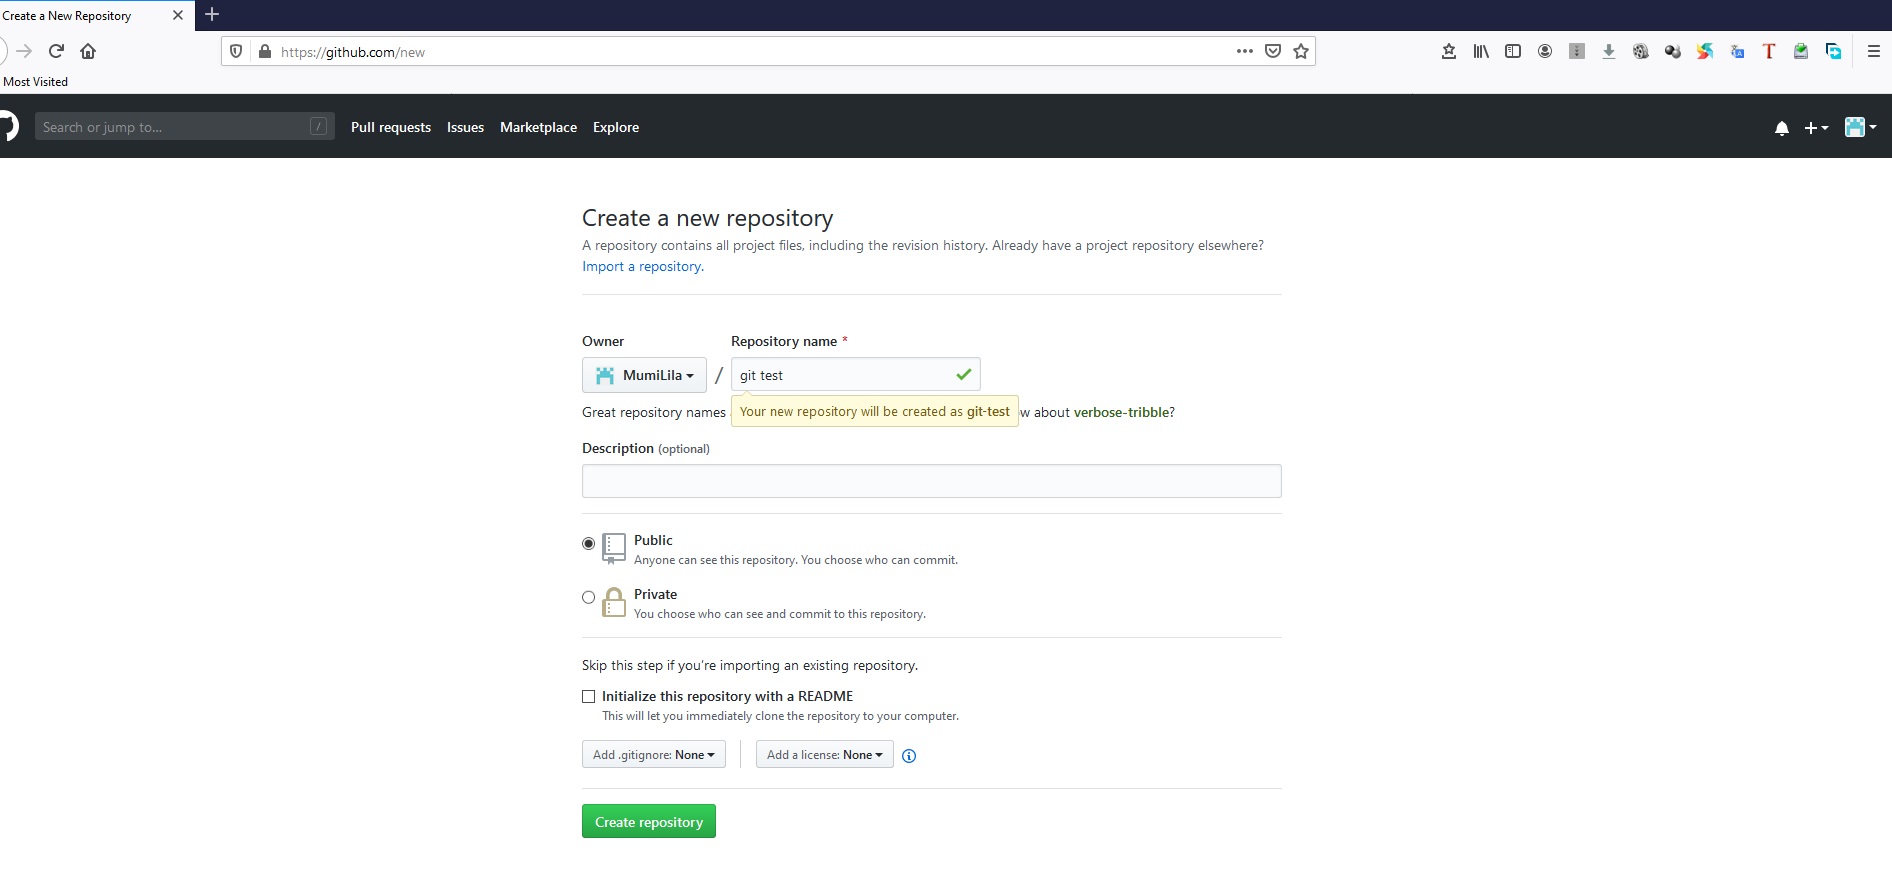 Create a New Repository
https://github.com/new
Most Visited
Search or jump to... /
Pull requests Issues Marketplace Explore
Create a new repository
A repository contains all project files, including the revision history. Already have a project repository elsewhere?
Import a repository.
Owner Repository name *
MumiLila / git test
Great repository names Your new repository will be created as git-test w about verbose-tribble?
Description (optional)
Public
Anyone can see this repository. You choose who can commit.
Private
You choose who can see and commit to this repository.
Skip this step if you're importing an existing repository.
Initialize this repository with a README
This will let you immediately clone the repository to your computer.
Add .gitignore: None Add a license: None
Create repository